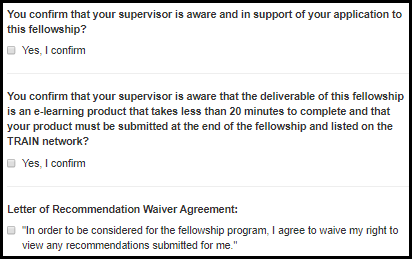 You confirm that your supervisor is aware and in support of your application to
this fellowship?
Yes, I confirm
You confirm that your supervisor is aware that the deliverable of this fellowship
is an e-learning product that takes less than 20 minutes to complete and that
your product must be submitted at the end of the fellowship and listed on the
TRAIN network?
Yes, I confirm
Letter of Recommendation Waiver Agreement:
"In order to be considered for the fellowship program, I agree to waive my right to
view any recommendations submitted for me."